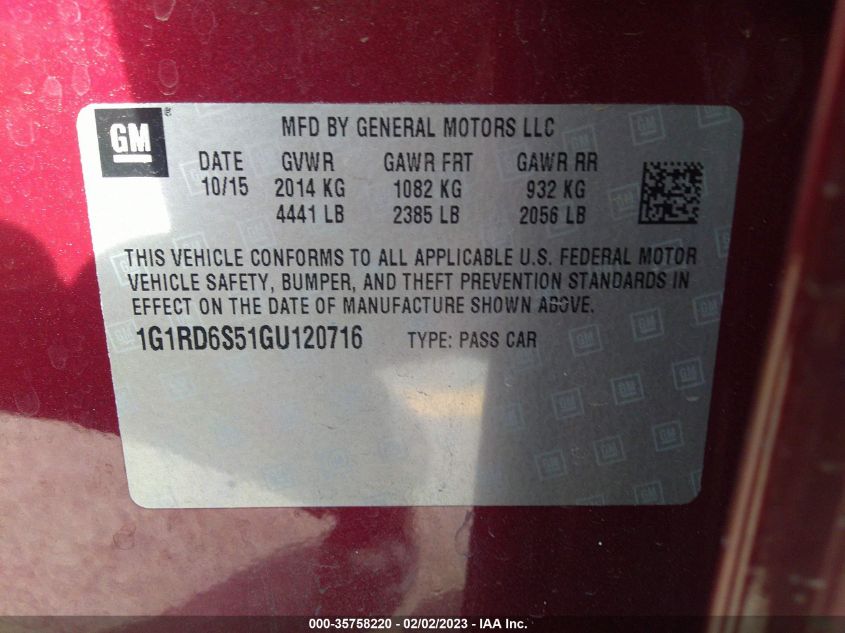 GM ®
MFD BY GENERAL MOTORS LLC
DATE GVWR GAWR FRT GAWR RR
10/15 2014 KG 1082 KG 932 KG
4441 LB 2385 LB 2056 LB
THIS VEHICLE CONFORMS TO ALL APPLICABLE U.S. FEDERAL MOTOR
VEHICLE SAFETY, BUMPER, AND THEFT PREVENTION STANDARDS IN
EFFECT ON THE DATE OF MANUFACTURE SHOWN ABOVE.
1G1RD6S51GU120716 TYPE: PASS CAR
000-35758220 - 02/02/2023 - IAA Inc.